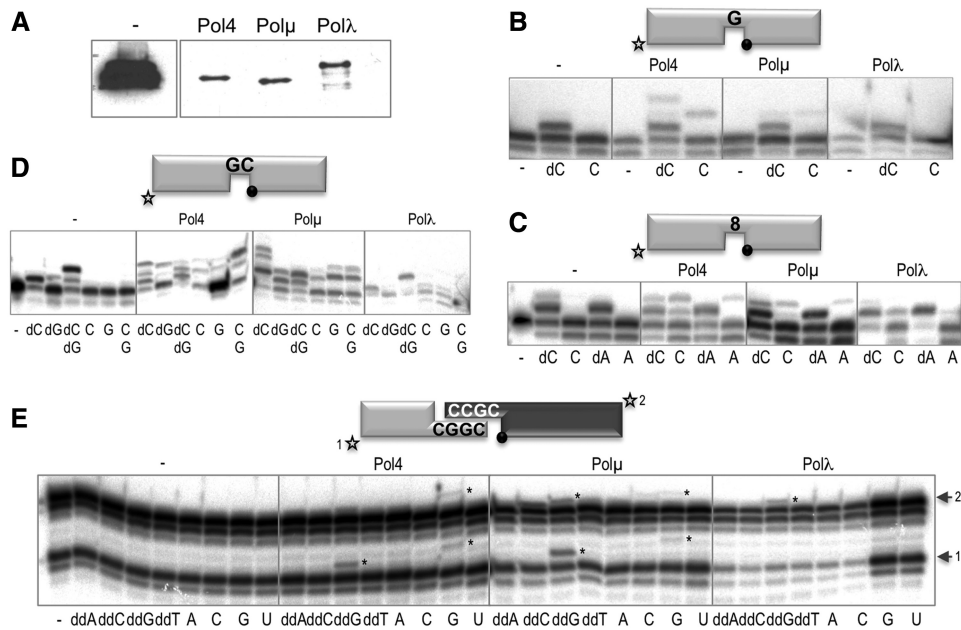 A
- Pol4 Polμ Polλ
B
G
- Pol4 Polμ Polλ
- dC C - dC C - dC C - dC C
D
GC
- Pol4 Polμ Polλ
- dC dG dC C G C dC dG dC C G C dC dG dC C G C dC dG dC C G C
dG G dG G dG G dG G
C
8
- Pol4 Polμ Polλ
- dC C dA A dC C dA A dC C dA A dC C dA A
E
CCGC
2
CGGC
1
- Pol4 Polμ Polλ
* * * * *
2
* * * *
1
- ddA ddC ddG ddT A C G U ddA ddC ddG ddT A C G U ddA ddC ddG ddT A C G U ddA ddC ddG ddT A C G U